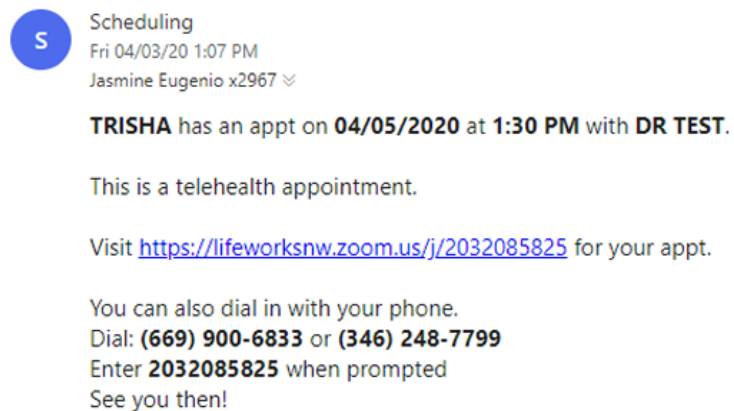 S
Scheduling
Fri 04/03/20 1:07 PM
Jasmine Eugenio x2967
TRISHA has an appt on 04/05/2020 at 1:30 PM with DR TEST.
This is a telehealth appointment.
Visit https://lifeworksnw.zoom.us/j/2032085825 for your appt.
You can also dial in with your phone.
Dial: (669) 900-6833 or (346) 248-7799
Enter 2032085825 when prompted
See you then!